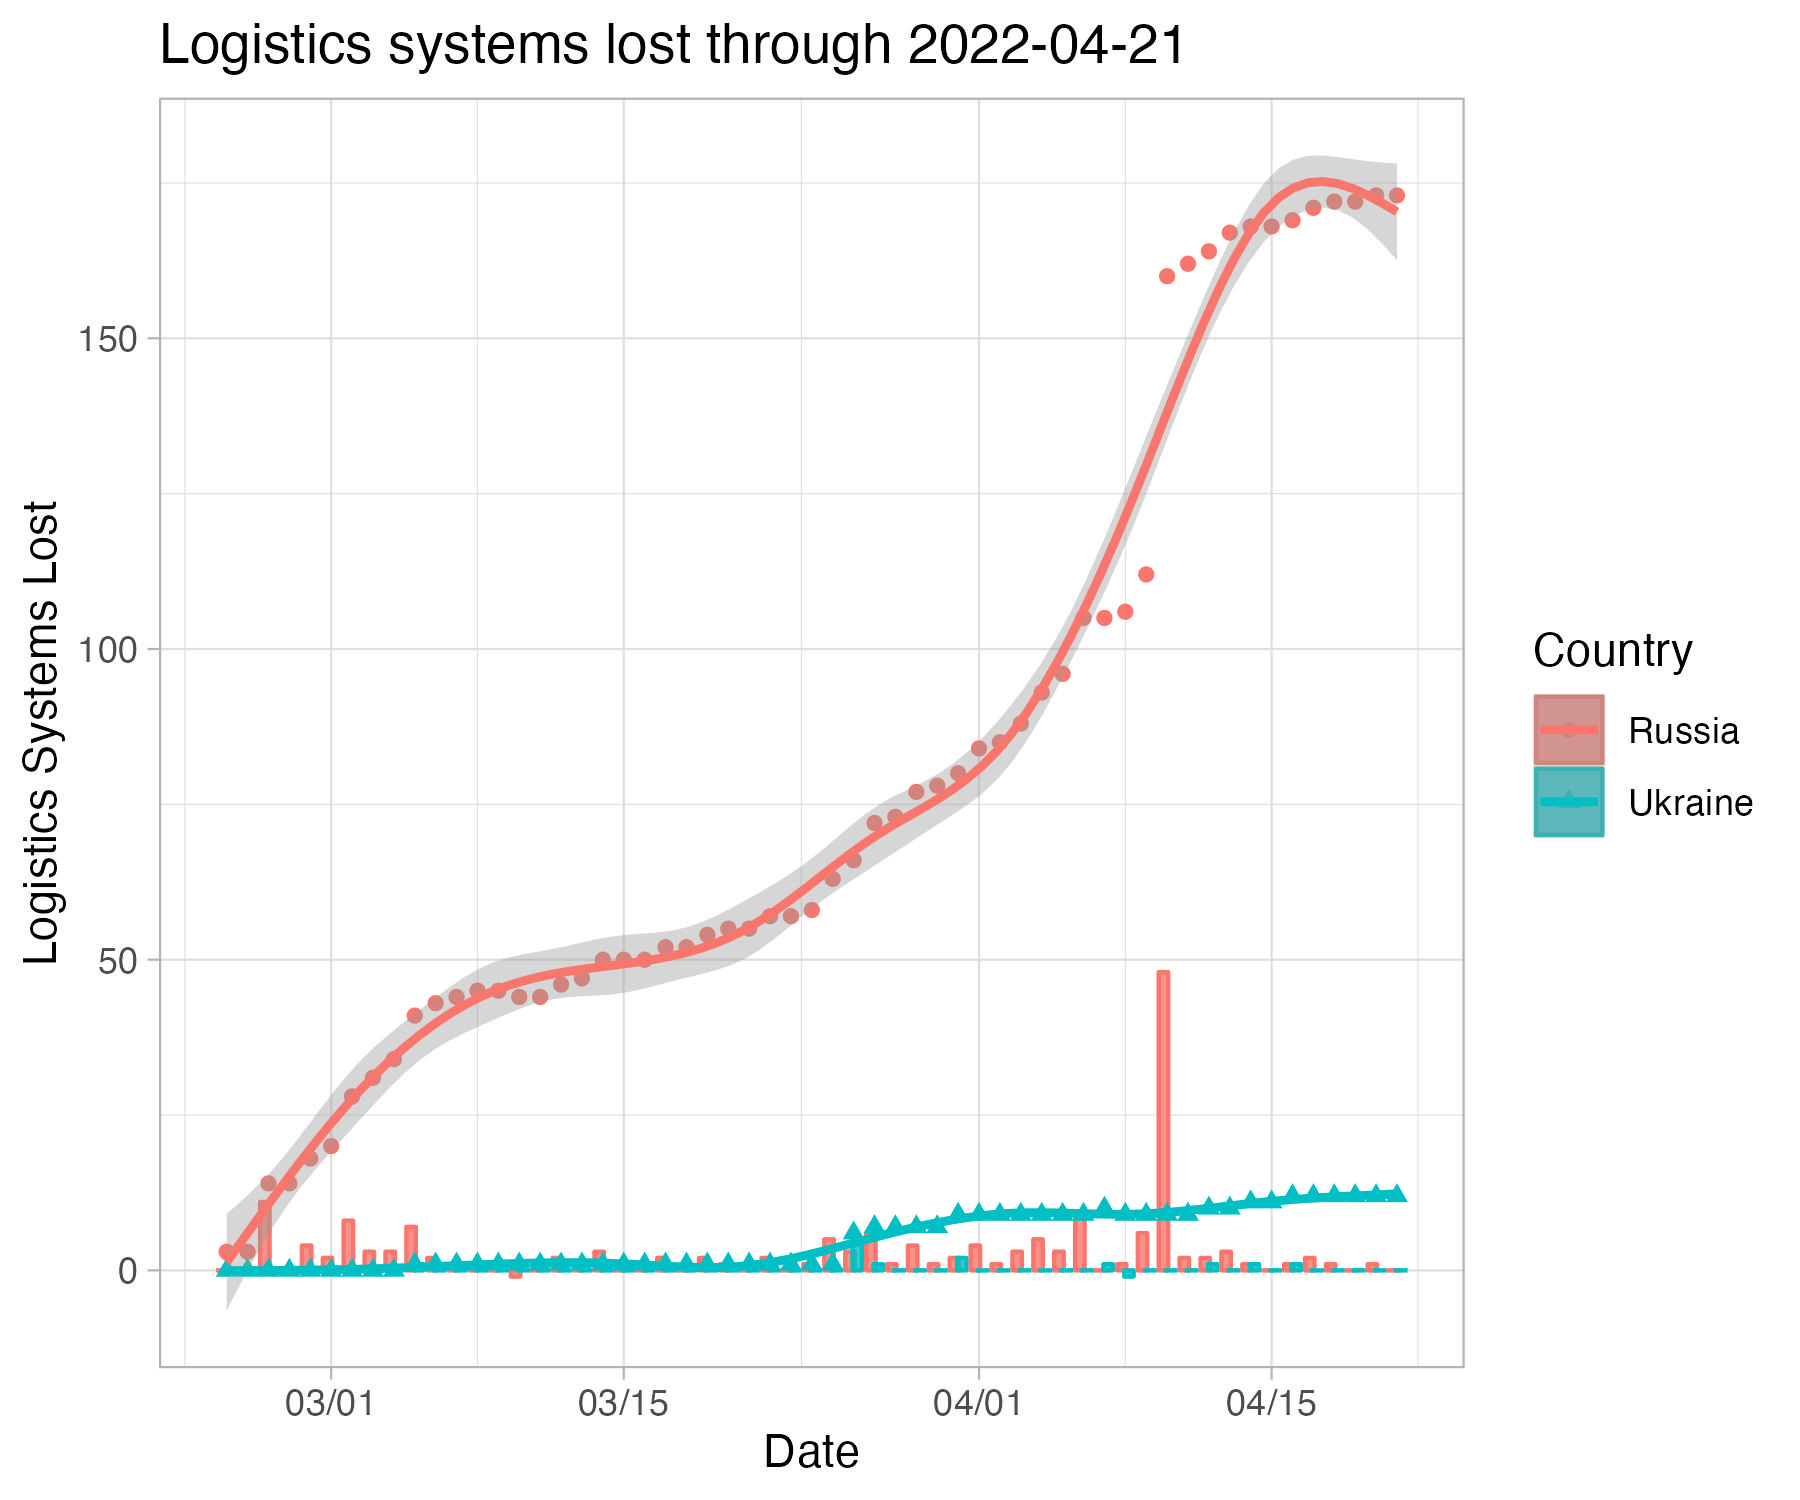 Logistics systems lost through 2022-04-21
Logistics Systems Lost
150
100
50
0
03/01
03/15
04/01
04/15
Date
Country
Russia
Ukraine